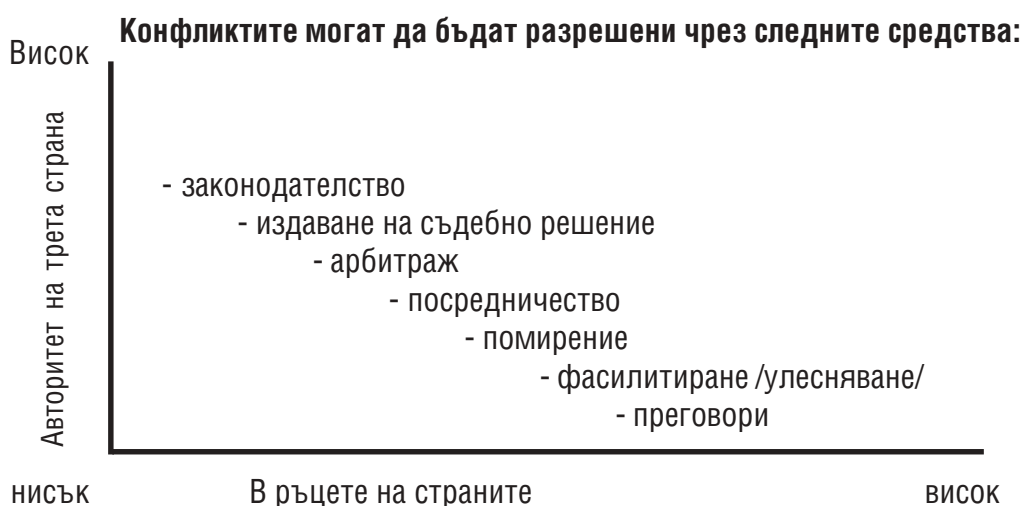 Конфликтите могат да бъдат разрешени чрез следните средства:
Висок
Авторитет на трета страна
- законодателство
- издаване на съдебно решение
- арбитраж
- посредничество
- помирение
- фасилитиране /улесняване/
- преговори
нисък В ръцете на страните висок